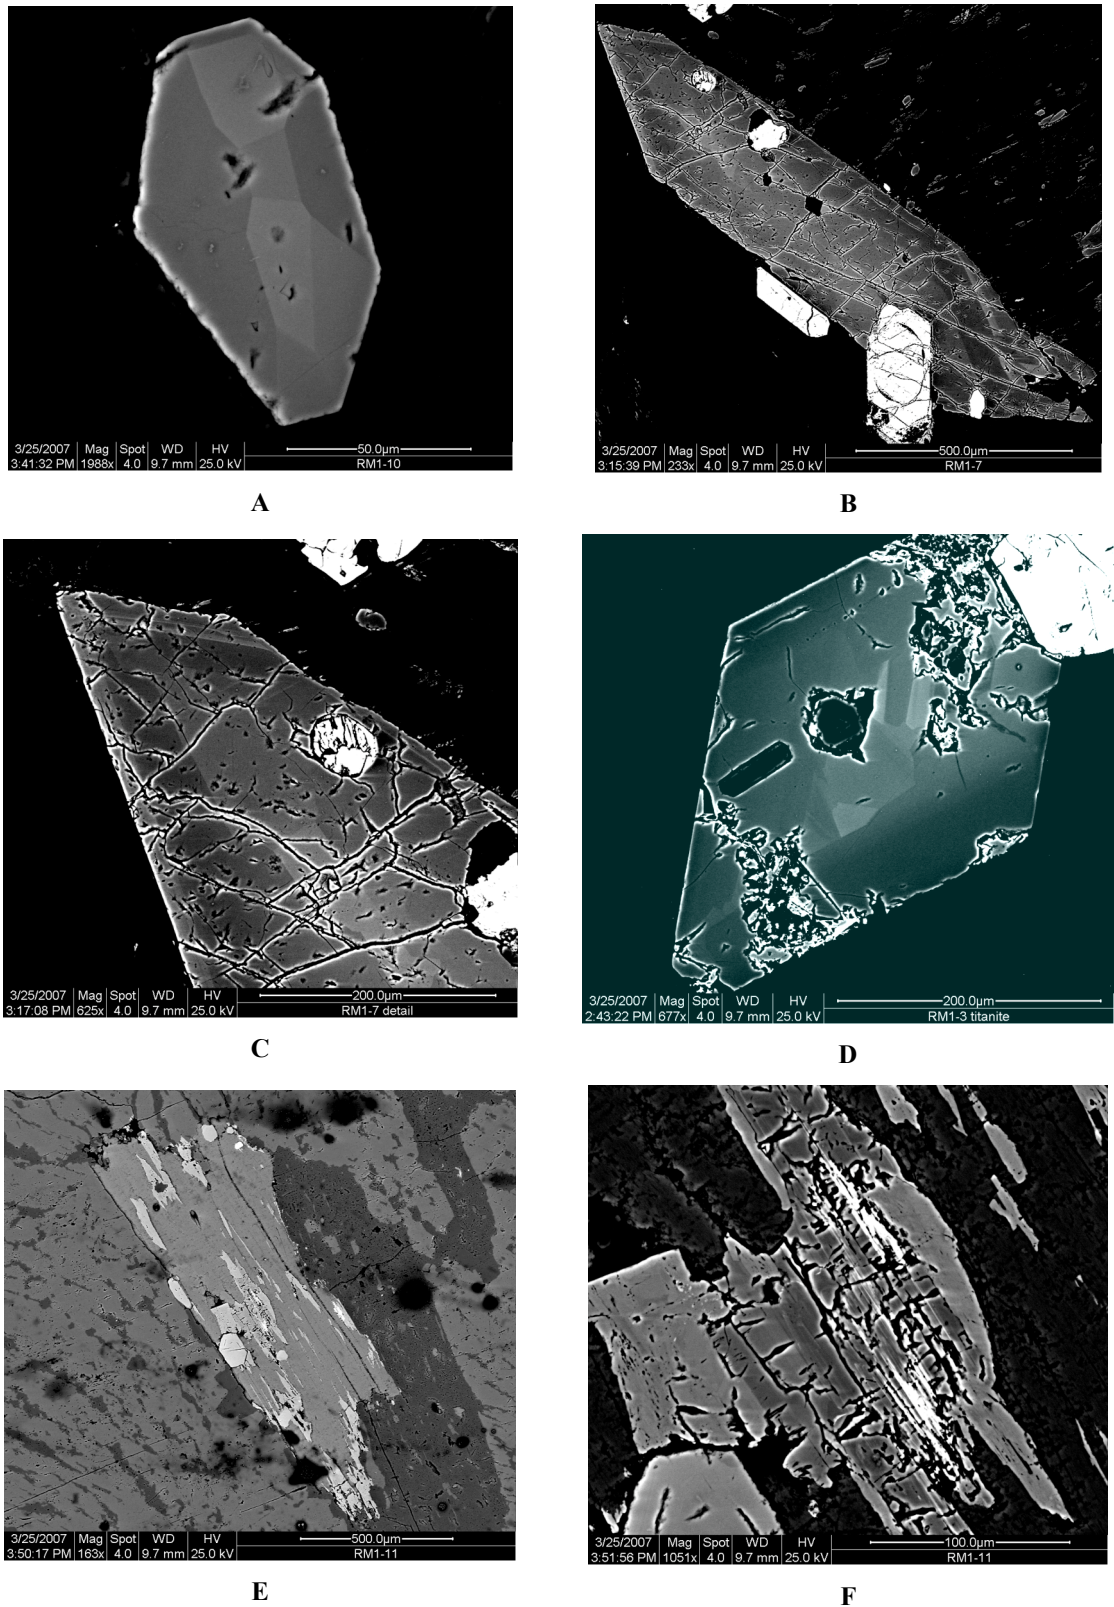 3/25/2007 Mag Spot WD HV 50.0µm
3:41:32 PM 1988x 4.0 9.7 mm 25.0 kV RM1-10
A
3/25/2007 Mag Spot WD HV 500.0µm
3:15:39 PM 233x 4.0 9.7 mm 25.0 kV RM1-7
B
3/25/2007 Mag Spot WD HV 200.0µm
3:17:08 PM 625x 4.0 9.7 mm 25.0 kV RM1-7 detail
C
3/25/2007 Mag Spot WD HV 200.0µm
2:43:22 PM 677x 4.0 9.7 mm 25.0 kV RM1-3 titanite
D
3/25/2007 Mag Spot WD HV 500.0µm
3:50:17 PM 163x 4.0 9.7 mm 25.0 kV RM1-11
E
3/25/2007 Mag Spot WD HV 100.0µm
3:51:56 PM 1051x 4.0 9.7 mm 25.0 kV RM1-11
F